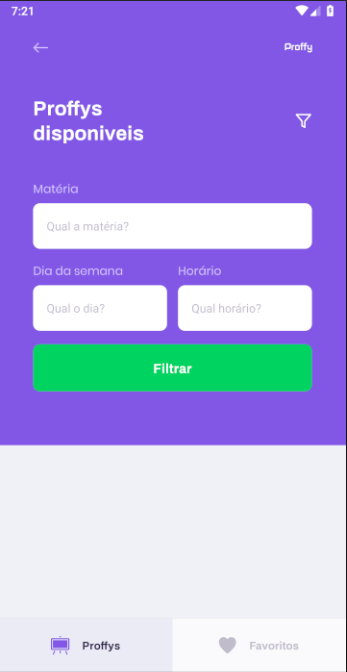 7:21
Proffy
Proffys
disponiveis
Matéria
Qual a matéria?
Dia da semana Horário
Qual o dia? Qual horário?
Filtrar
Proffys Favoritos